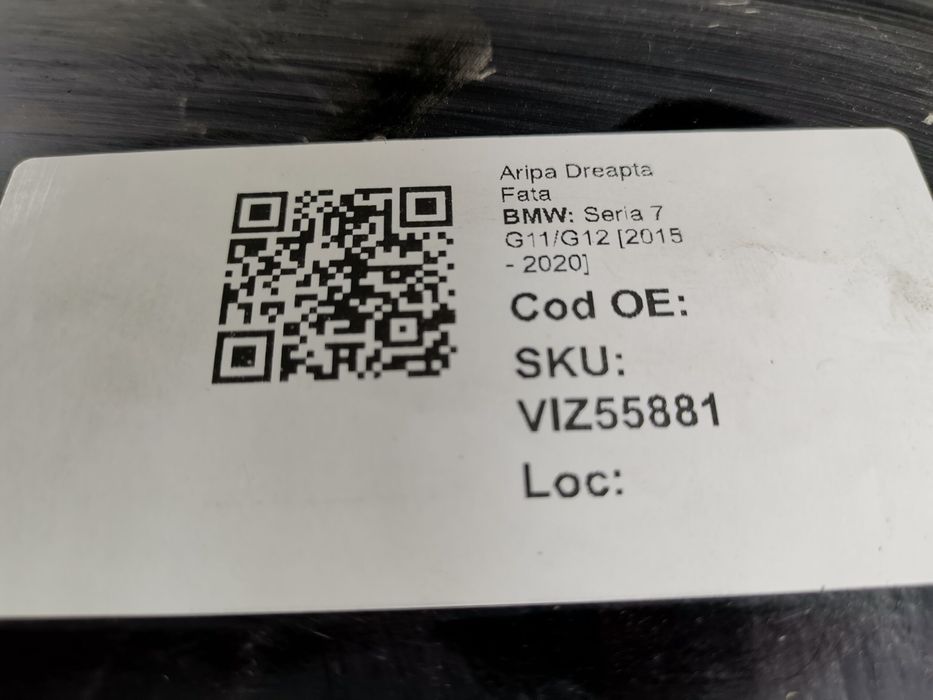 Aripa Dreapta
Fata
BMW: Seria 7
G11/G12 [2015
- 2020]
Cod OE:
SKU:
VIZ55881
Loc: